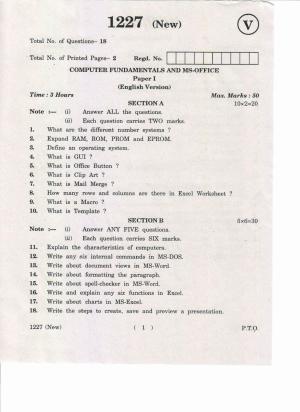 1227 (New)
V
Total No. of Questions– 18
Total No. of Printed Pages– 2 Regd. No.
COMPUTER FUNDAMENTALS AND MS-OFFICE
Paper I
(English Version)
Time : 3 Hours Max. Marks : 50
SECTION A 10×2=20
Note :— (i) Answer ALL the questions.
(ii) Each question carries TWO marks.
1. What are the different number systems ?
2. Expand ROM, RAM, PROM and EPROM.
3. Define an operating system.
4. What is GUI ?
5. What is Office Button ?
6. What is Clip Art ?
7. What is Mail Merge ?
8. How many rows and columns are there in Excel Worksheet ?
9. What is a Macro ?
10. What is Template ?
SECTION B 5×6=30
Note :— (i) Answer ANY FIVE questions.
(ii) Each question carries SIX marks.
11. Explain the characteristics of computers.
12. Write any six internal commands in MS-DOS.
13. Write about document views in MS-Word.
14. Write about formatting the paragraph.
15. Write about spell-checker in MS-Word.
16. Write and explain any six functions in Excel.
17. Write about charts in MS-Excel.
18. Write the steps to create, save and preview a presentation.
1227 (New) ( 1 ) P.T.O.